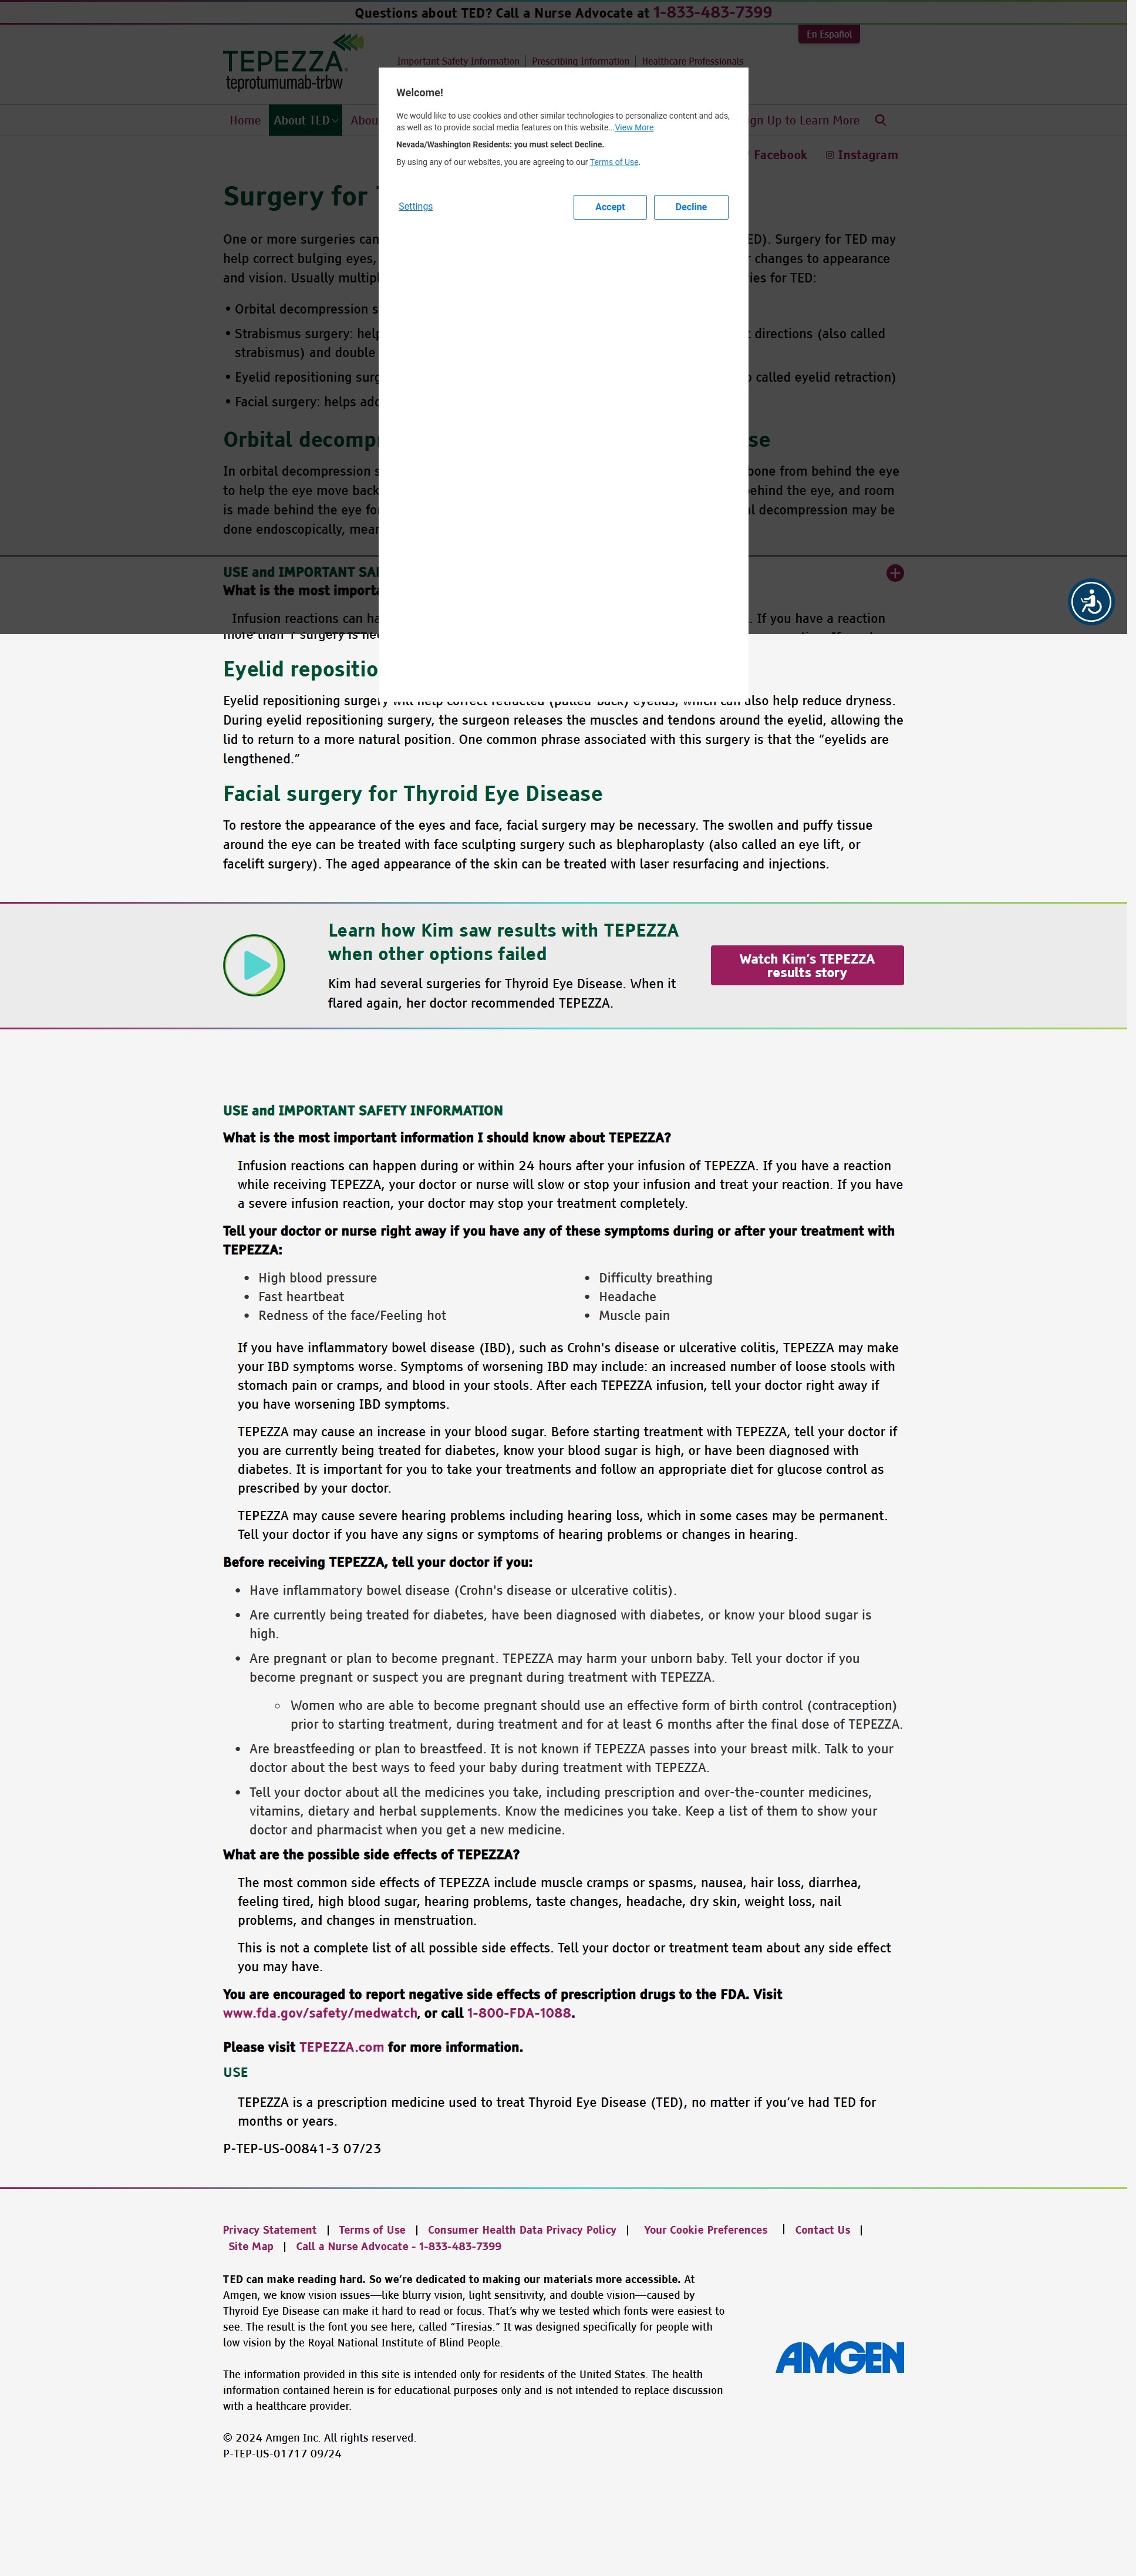 Questions about TED? Call a Nurse Advocate at 1-833-483-7399
En Español
TEPEZZA
teprotumumab-trbw
Important Safety Information | Prescribing Information | Healthcare Professionals
Home About TED Abou gn Up to Learn More
Facebook Instagram
Welcome!
We would like to use cookies and other similar technologies to personalize content and ads,
as well as to provide social media features on this website...View More
Nevada/Washington Residents: you must select Decline.
By using any of our websites, you are agreeing to our Terms of Use.
Settings Accept Decline
Surgery for
One or more surgeries can ED). Surgery for TED may
help correct bulging eyes, changes to appearance
and vision. Usually multip ies for TED:
• Orbital decompression s
• Strabismus surgery: help directions (also called
strabismus) and double
• Eyelid repositioning surg called eyelid retraction)
• Facial surgery: helps add
Orbital decomp se
In orbital decompression s bone from behind the eye
to help the eye move back ehind the eye, and room
is made behind the eye fo l decompression may be
done endoscopically, mean
USE and IMPORTANT SA
What is the most importa
Infusion reactions can ha . If you have a reaction
more than 1 surgery is ne
Eyelid repositio
Eyelid repositioning surgery will help correct retracted (pulled-back) eyelids, which can also help reduce dryness.
During eyelid repositioning surgery, the surgeon releases the muscles and tendons around the eyelid, allowing the
lid to return to a more natural position. One common phrase associated with this surgery is that the “eyelids are
lengthened.”
Facial surgery for Thyroid Eye Disease
To restore the appearance of the eyes and face, facial surgery may be necessary. The swollen and puffy tissue
around the eye can be treated with face sculpting surgery such as blepharoplasty (also called an eye lift, or
facelift surgery). The aged appearance of the skin can be treated with laser resurfacing and injections.
Learn how Kim saw results with TEPEZZA
when other options failed
Kim had several surgeries for Thyroid Eye Disease. When it
flared again, her doctor recommended TEPEZZA.
Watch Kim’s TEPEZZA
results story
USE and IMPORTANT SAFETY INFORMATION
What is the most important information I should know about TEPEZZA?
Infusion reactions can happen during or within 24 hours after your infusion of TEPEZZA. If you have a reaction
while receiving TEPEZZA, your doctor or nurse will slow or stop your infusion and treat your reaction. If you have
a severe infusion reaction, your doctor may stop your treatment completely.
Tell your doctor or nurse right away if you have any of these symptoms during or after your treatment with
TEPEZZA:
• High blood pressure
• Fast heartbeat
• Redness of the face/Feeling hot
• Difficulty breathing
• Headache
• Muscle pain
If you have inflammatory bowel disease (IBD), such as Crohn's disease or ulcerative colitis, TEPEZZA may make
your IBD symptoms worse. Symptoms of worsening IBD may include: an increased number of loose stools with
stomach pain or cramps, and blood in your stools. After each TEPEZZA infusion, tell your doctor right away if
you have worsening IBD symptoms.
TEPEZZA may cause an increase in your blood sugar. Before starting treatment with TEPEZZA, tell your doctor if
you are currently being treated for diabetes, know your blood sugar is high, or have been diagnosed with
diabetes. It is important for you to take your treatments and follow an appropriate diet for glucose control as
prescribed by your doctor.
TEPEZZA may cause severe hearing problems including hearing loss, which in some cases may be permanent.
Tell your doctor if you have any signs or symptoms of hearing problems or changes in hearing.
Before receiving TEPEZZA, tell your doctor if you:
• Have inflammatory bowel disease (Crohn's disease or ulcerative colitis).
• Are currently being treated for diabetes, have been diagnosed with diabetes, or know your blood sugar is
high.
• Are pregnant or plan to become pregnant. TEPEZZA may harm your unborn baby. Tell your doctor if you
become pregnant or suspect you are pregnant during treatment with TEPEZZA.
○ Women who are able to become pregnant should use an effective form of birth control (contraception)
prior to starting treatment, during treatment and for at least 6 months after the final dose of TEPEZZA.
• Are breastfeeding or plan to breastfeed. It is not known if TEPEZZA passes into your breast milk. Talk to your
doctor about the best ways to feed your baby during treatment with TEPEZZA.
• Tell your doctor about all the medicines you take, including prescription and over-the-counter medicines,
vitamins, dietary and herbal supplements. Know the medicines you take. Keep a list of them to show your
doctor and pharmacist when you get a new medicine.
What are the possible side effects of TEPEZZA?
The most common side effects of TEPEZZA include muscle cramps or spasms, nausea, hair loss, diarrhea,
feeling tired, high blood sugar, hearing problems, taste changes, headache, dry skin, weight loss, nail
problems, and changes in menstruation.
This is not a complete list of all possible side effects. Tell your doctor or treatment team about any side effect
you may have.
You are encouraged to report negative side effects of prescription drugs to the FDA. Visit
www.fda.gov/safety/medwatch, or call 1-800-FDA-1088.
Please visit TEPEZZA.com for more information.
USE
TEPEZZA is a prescription medicine used to treat Thyroid Eye Disease (TED), no matter if you’ve had TED for
months or years.
P-TEP-US-00841-3 07/23
Privacy Statement | Terms of Use | Consumer Health Data Privacy Policy | Your Cookie Preferences | Contact Us |
Site Map | Call a Nurse Advocate - 1-833-483-7399
TED can make reading hard. So we’re dedicated to making our materials more accessible. At
Amgen, we know vision issues—like blurry vision, light sensitivity, and double vision—caused by
Thyroid Eye Disease can make it hard to read or focus. That’s why we tested which fonts were easiest to
see. The result is the font you see here, called “Tiresias.” It was designed specifically for people with
low vision by the Royal National Institute of Blind People.
AMGEN
The information provided in this site is intended only for residents of the United States. The health
information contained herein is for educational purposes only and is not intended to replace discussion
with a healthcare provider.
© 2024 Amgen Inc. All rights reserved.
P-TEP-US-01717 09/24